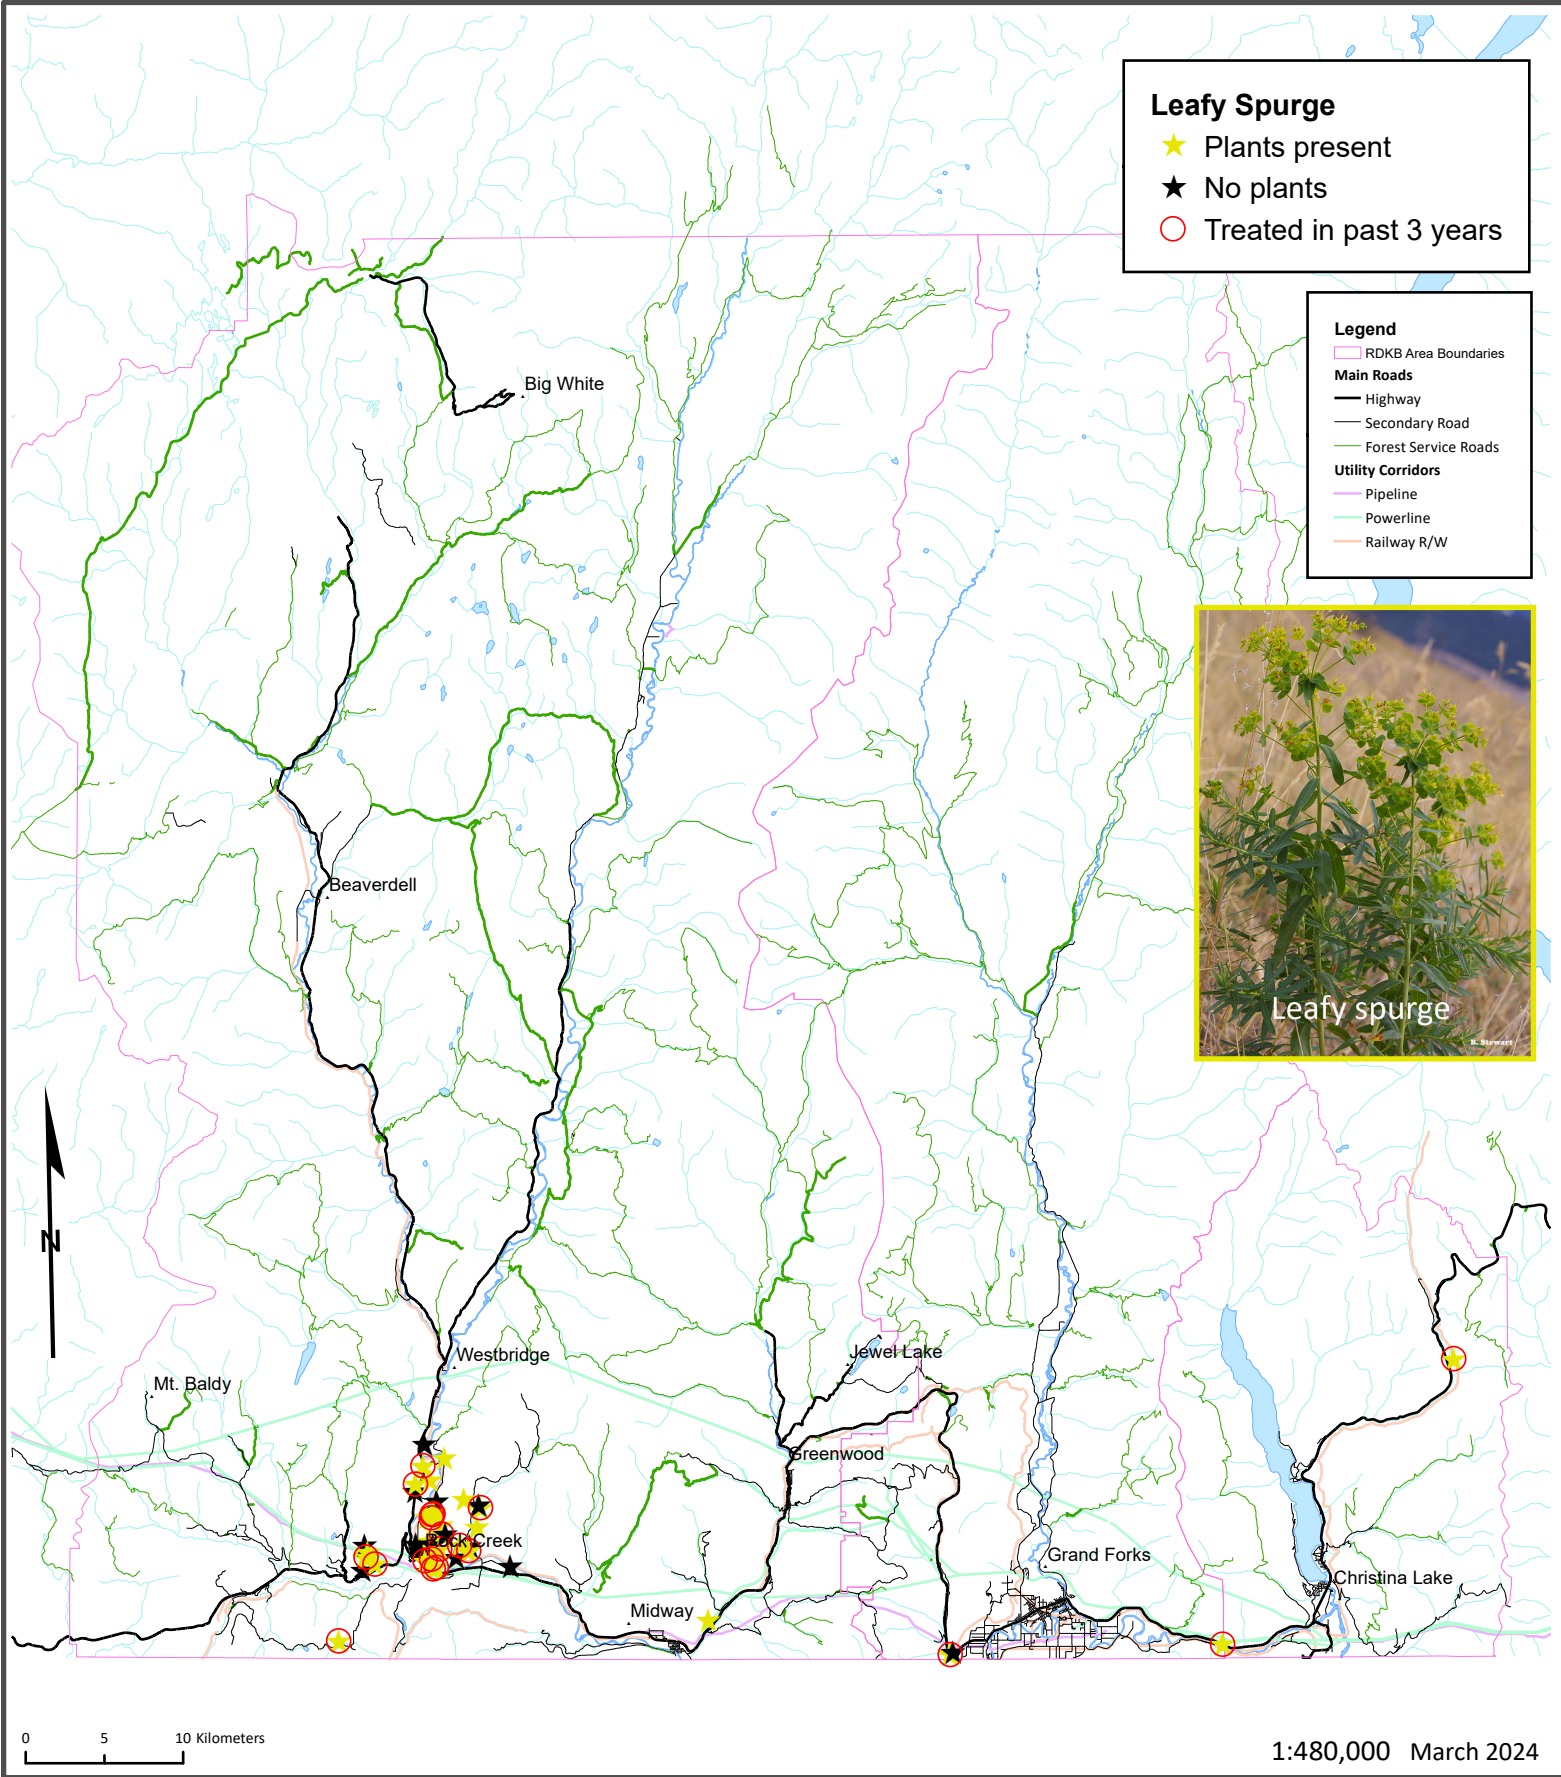 Leafy Spurge
Plants present
No plants
Treated in past 3 years
Legend
RDKB Area Boundaries
Main Roads
Highway
Secondary Road
Forest Service Roads
Utility Corridors
Pipeline
Powerline
Railway R/W
Big White
Beaverdell
Leafy spurge
B. Stewart
N
Westbridge
Jewel Lake
Mt. Baldy
Greenwood
Rock Creek
Grand Forks
Christina Lake
Midway
0 5 10 Kilometers
1:480,000 March 2024